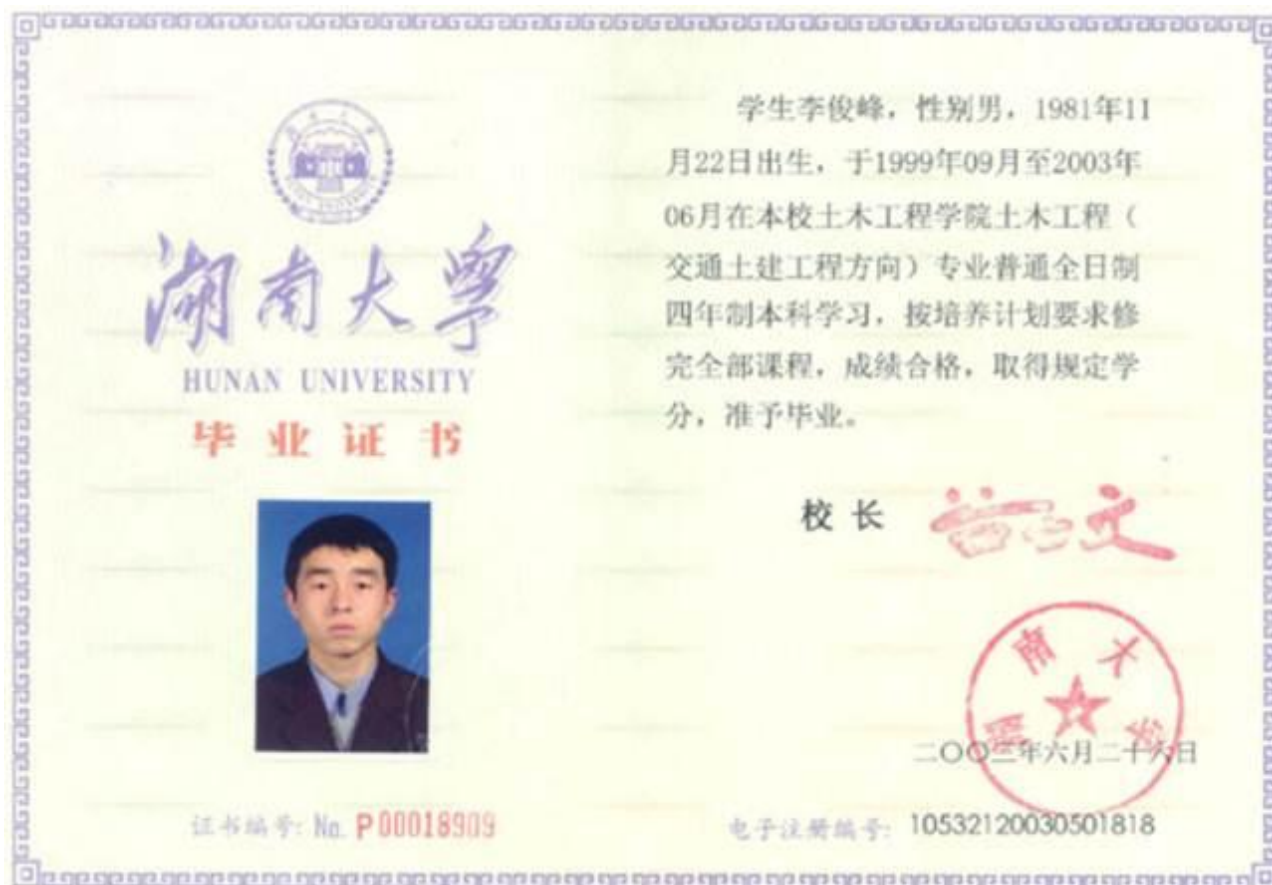 湖南大學
HUNAN UNIVERSITY
毕业证书
证书编号: No. P00018909
学生李俊峰，性别男，1981年11
月22日出生，于1999年09月至2003年
06月在本校土木工程学院土木工程（
交通土建工程方向）专业普通全日制
四年制本科学习，按培养计划要求修
完全部课程，成绩合格，取得规定学
分，准予毕业。
校 长
湖南大学
二〇〇三年六月二十六日
电子注册编号: 10532120030501818